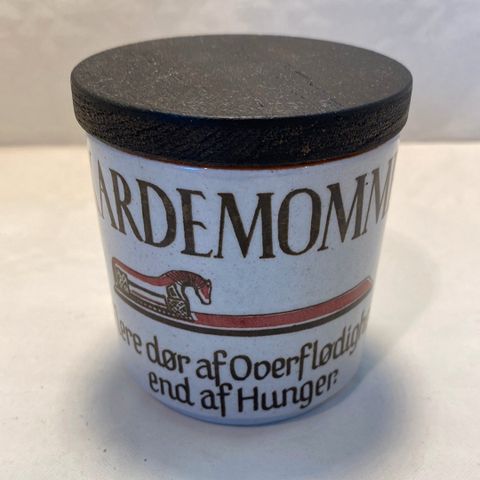 ARDEMOMM
ere dør af Overflødigh
end af Hunger.